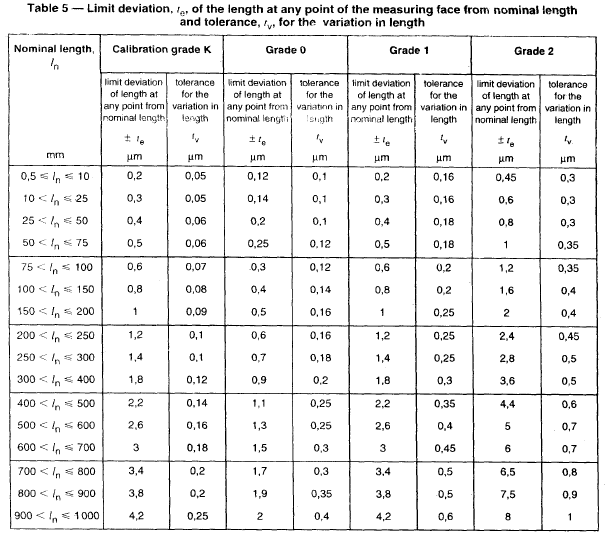 Table 5 — Limit deviation, tₑ, of the length at any point of the measuring face from nominal length
and tolerance, tᵥ, for the variation in length
Nominal length, Calibration grade K Grade 0 Grade 1 Grade 2
lₙ
limit deviation tolerance limit deviation tolerance limit deviation tolerance limit deviation tolerance
of length at for the of length at for the of length at for the of length at for the
any point from variation in any point from variation in any point from variation in any point from variation in
nominal length length nominal length length nominal length length nominal length length
± tₑ tᵥ ± tₑ tᵥ ± tₑ tᵥ ± tₑ tᵥ
mm µm µm µm µm µm µm µm µm
0,5 ≤ lₙ ≤ 10 0,2 0,05 0,12 0,1 0,2 0,16 0,45 0,3
10 < lₙ ≤ 25 0,3 0,05 0,14 0,1 0,3 0,16 0,6 0,3
25 < lₙ ≤ 50 0,4 0,06 0,2 0,1 0,4 0,18 0,8 0,3
50 < lₙ ≤ 75 0,5 0,06 0,25 0,12 0,5 0,18 1 0,35
75 < lₙ ≤ 100 0,6 0,07 0,3 0,12 0,6 0,2 1,2 0,35
100 < lₙ ≤ 150 0,8 0,08 0,4 0,14 0,8 0,2 1,6 0,4
150 < lₙ ≤ 200 1 0,09 0,5 0,16 1 0,25 2 0,4
200 < lₙ ≤ 250 1,2 0,1 0,6 0,16 1,2 0,25 2,4 0,45
250 < lₙ ≤ 300 1,4 0,1 0,7 0,18 1,4 0,25 2,8 0,5
300 < lₙ ≤ 400 1,8 0,12 0,9 0,2 1,8 0,3 3,6 0,5
400 < lₙ ≤ 500 2,2 0,14 1,1 0,25 2,2 0,35 4,4 0,6
500 < lₙ ≤ 600 2,6 0,16 1,3 0,25 2,6 0,4 5 0,7
600 < lₙ ≤ 700 3 0,18 1,5 0,3 3 0,45 6 0,7
700 < lₙ ≤ 800 3,4 0,2 1,7 0,3 3,4 0,5 6,5 0,8
800 < lₙ ≤ 900 3,8 0,2 1,9 0,35 3,8 0,5 7,5 0,9
900 < lₙ ≤ 1000 4,2 0,25 2 0,4 4,2 0,6 8 1